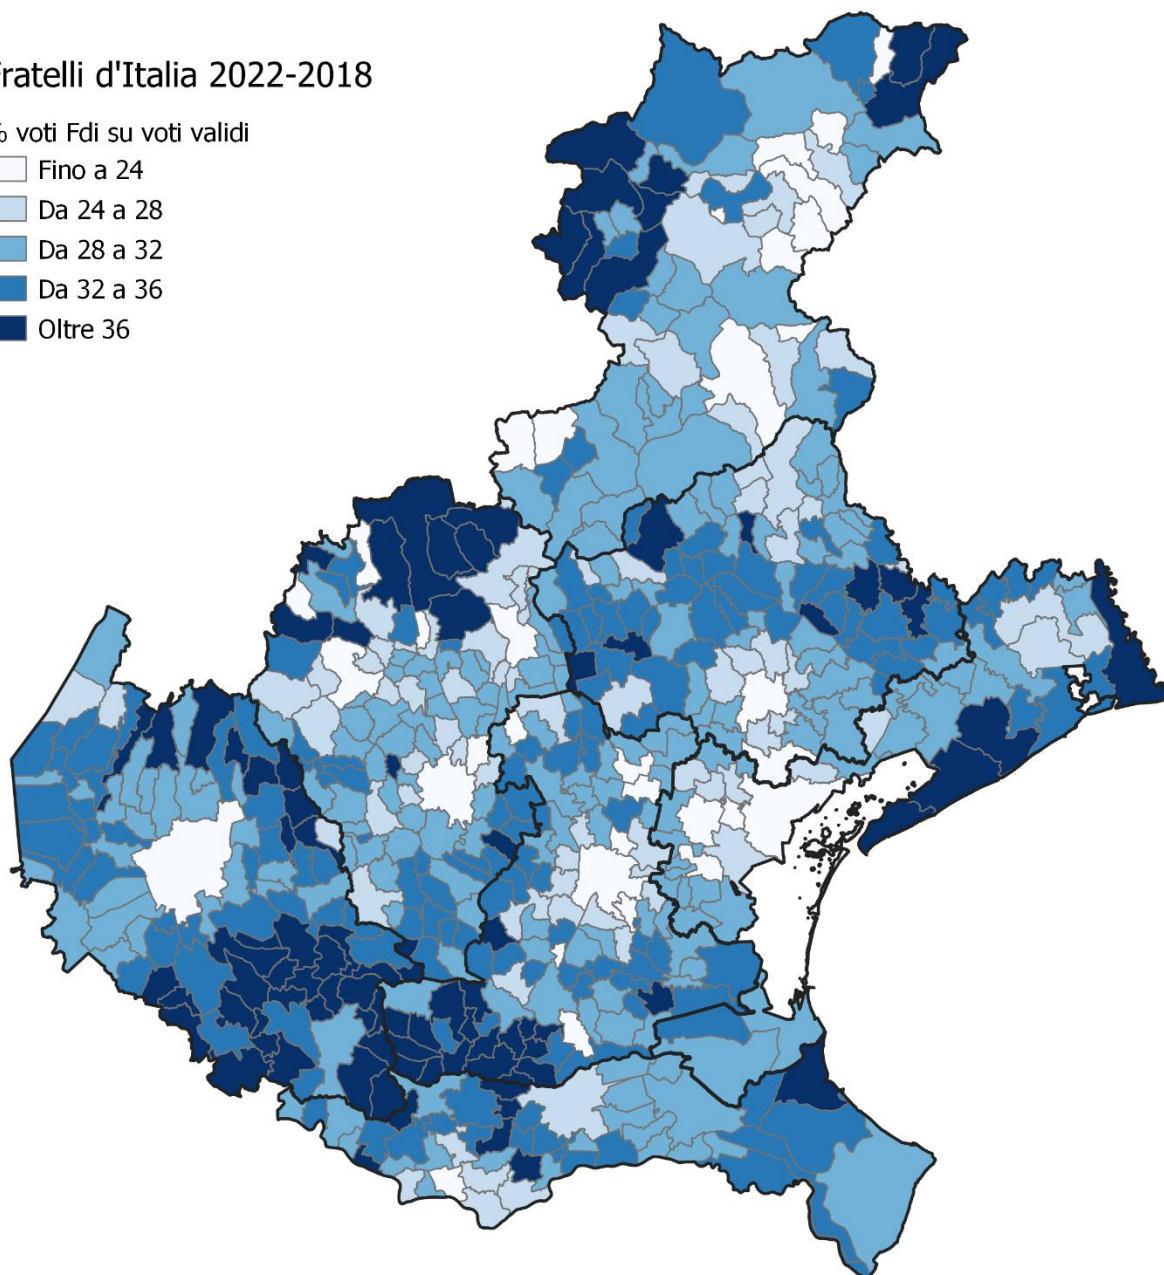 ratelli d'Italia 2022-2018
% voti Fdi su voti validi
Fino a 24
Da 24 a 28
Da 28 a 32
Da 32 a 36
Oltre 36